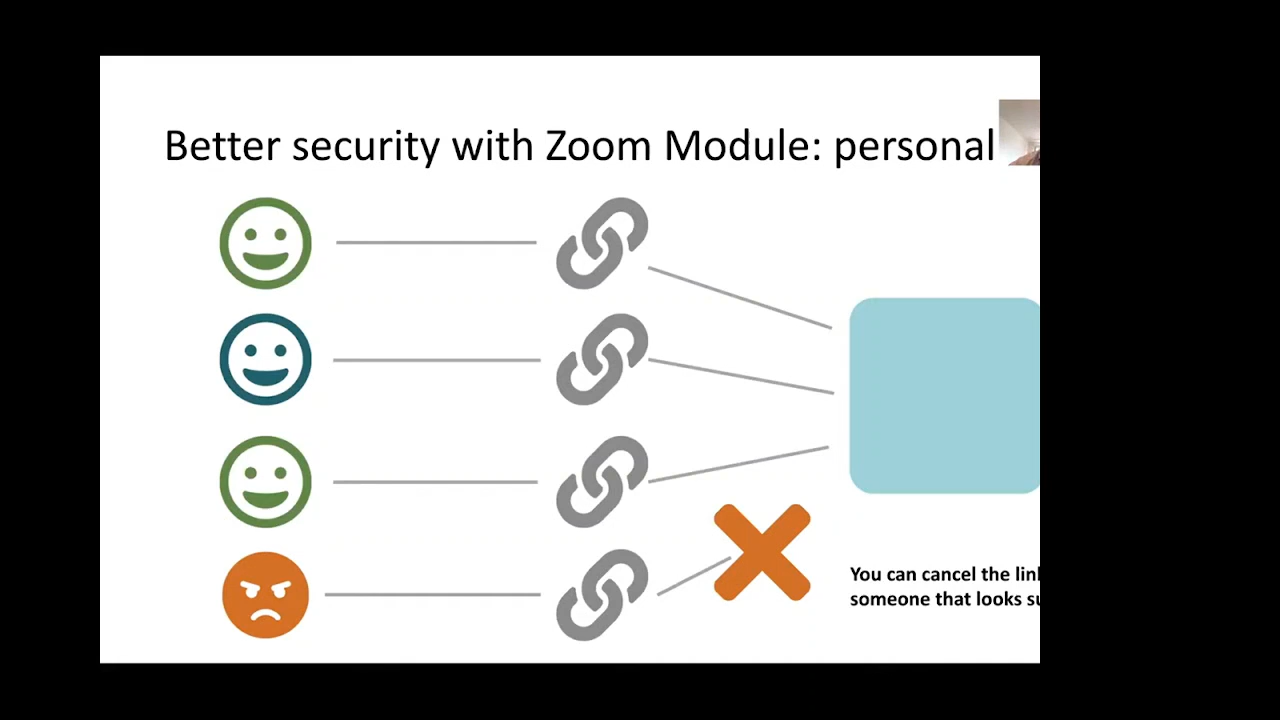 Better security with Zoom Module: personal
You can cancel the
someone that looks